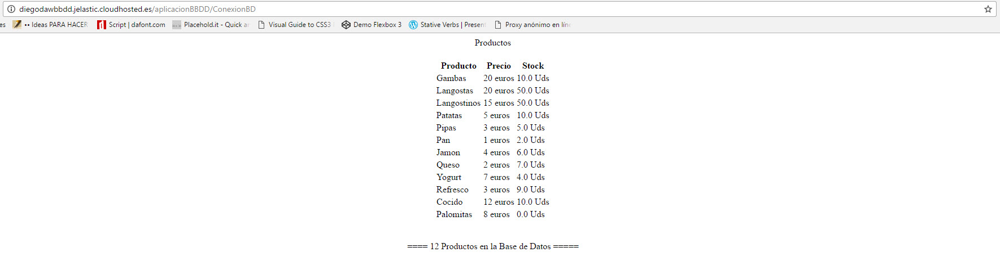 diegodawbbdd.jelastic.cloudhosted.es/aplicacionBBDD/ConexionBD
es •• Ideas PARA HACER Script | dafont.com Placehold.it - Quick ar Visual Guide to CSS3 Demo Flexbox 3 Stative Verbs | Present Proxy anónimo en líne
Productos
Producto Precio Stock
Gambas 20 euros 10.0 Uds
Langostas 20 euros 50.0 Uds
Langostinos 15 euros 50.0 Uds
Patatas 5 euros 10.0 Uds
Pipas 3 euros 5.0 Uds
Pan 1 euros 2.0 Uds
Jamon 4 euros 6.0 Uds
Queso 2 euros 7.0 Uds
Yogurt 7 euros 4.0 Uds
Refresco 3 euros 9.0 Uds
Cocido 12 euros 10.0 Uds
Palomitas 8 euros 0.0 Uds
==== 12 Productos en la Base de Datos =====